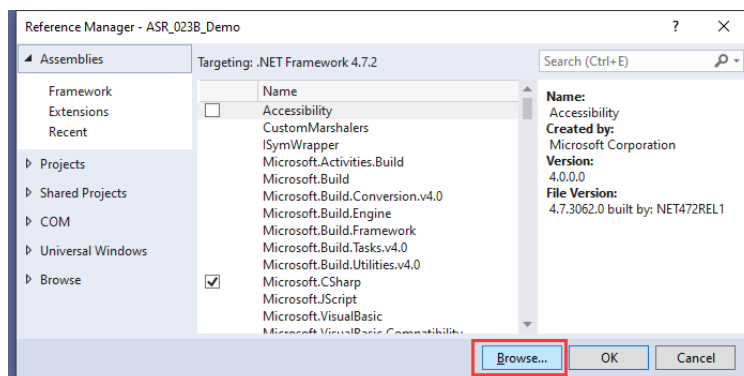 Reference Manager - ASR_023B_Demo
Assemblies
Framework
Extensions
Recent
Projects
Shared Projects
COM
Universal Windows
Browse
Targeting: .NET Framework 4.7.2
Name
Accessibility
CustomMarshalers
ISymWrapper
Microsoft.Activities.Build
Microsoft.Build
Microsoft.Build.Conversion.v4.0
Microsoft.Build.Engine
Microsoft.Build.Framework
Microsoft.Build.Tasks.v4.0
Microsoft.Build.Utilities.v4.0
Microsoft.CSharp
Microsoft.JScript
Microsoft.VisualBasic
Microsoft.VisualBasic.Compatibility
Search (Ctrl+E)
Name:
Accessibility
Created by:
Microsoft Corporation
Version:
4.0.0.0
File Version:
4.7.3062.0 built by: NET472REL1
Browse...
OK
Cancel